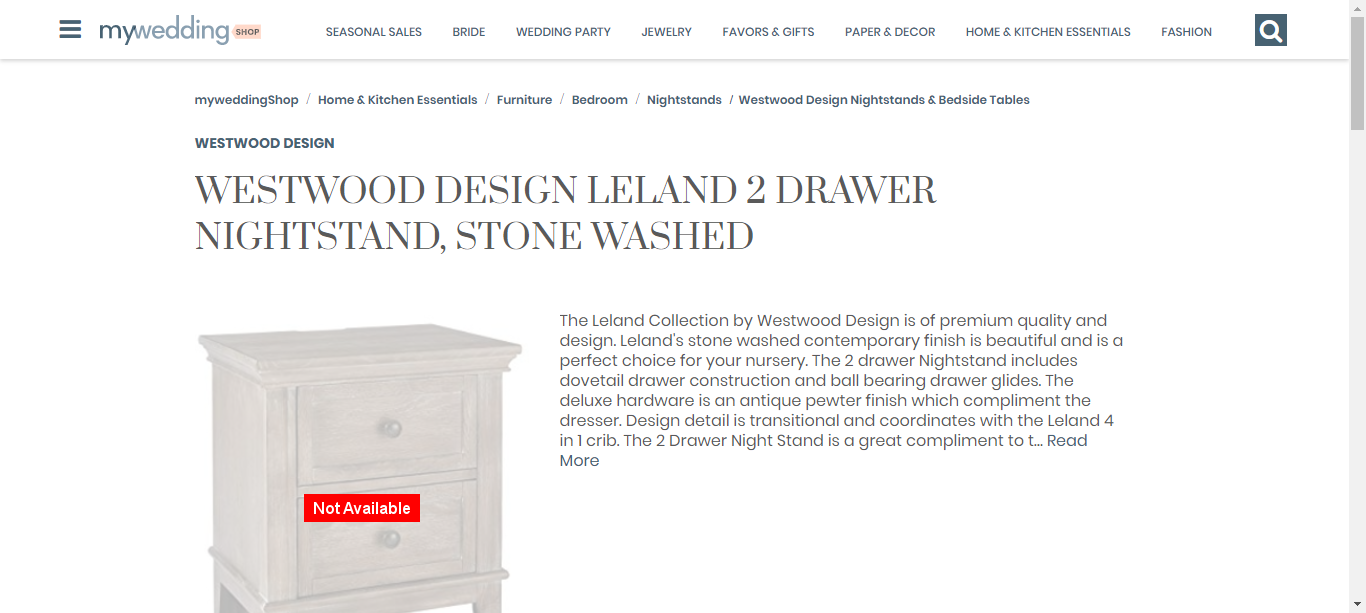 mywedding SHOP SEASONAL SALES BRIDE WEDDING PARTY JEWELRY FAVORS & GIFTS PAPER & DECOR HOME & KITCHEN ESSENTIALS FASHION
myweddingShop / Home & Kitchen Essentials / Furniture / Bedroom / Nightstands / Westwood Design Nightstands & Bedside Tables
WESTWOOD DESIGN
WESTWOOD DESIGN LELAND 2 DRAWER
NIGHTSTAND, STONE WASHED
The Leland Collection by Westwood Design is of premium quality and
design. Leland's stone washed contemporary finish is beautiful and is a
perfect choice for your nursery. The 2 drawer Nightstand includes
dovetail drawer construction and ball bearing drawer glides. The
deluxe hardware is an antique pewter finish which compliment the
dresser. Design detail is transitional and coordinates with the Leland 4
in 1 crib. The 2 Drawer Night Stand is a great compliment to t... Read
More
Not Available